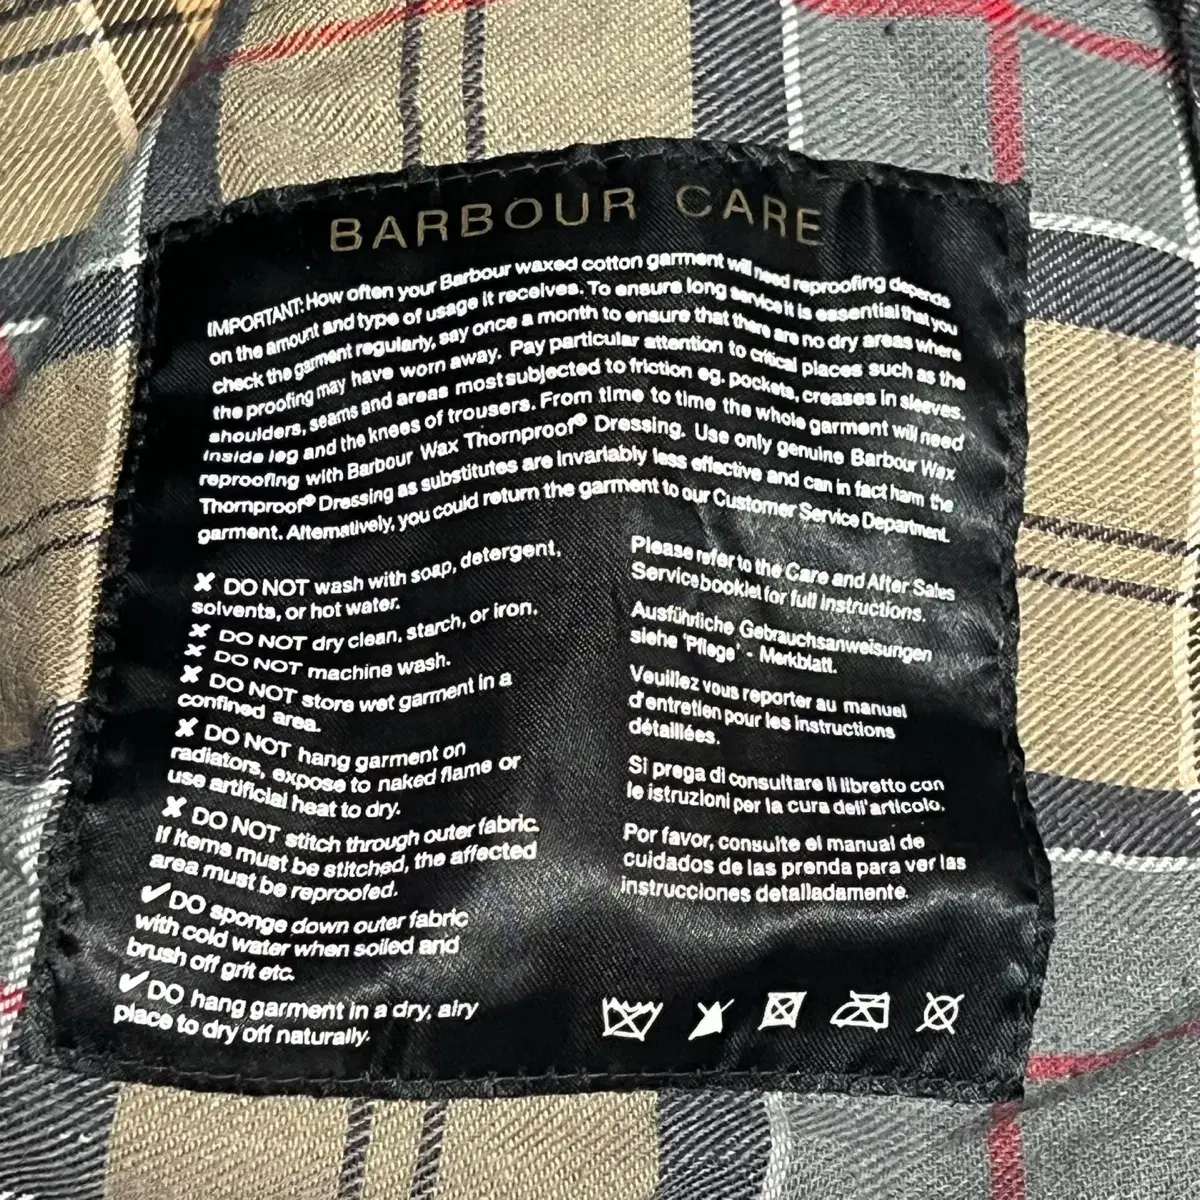 BARBOUR CARE
IMPORTANT: How often your Barbour waxed cotton garment will need reproofing depends
on the amount and type of usage it receives. To ensure long service it is essential that you
check the garment regularly, say once a month to ensure that there are no dry areas where
the proofing may have worn away. Pay particular attention to critical places such as the
shoulders, seams and areas most subjected to friction eg. pockets, creases in sleeves.
inside leg and the knees of trousers. From time to time the whole garment will need
reproofing with Barbour Wax Thornproof® Dressing. Use only genuine Barbour Wax
Thornproof® Dressing as substitutes are invariably less effective and can in fact harm the
garment. Alternatively, you could return the garment to our Customer Service Department.
✘ DO NOT wash with soap, detergent,
solvents, or hot water.
✘ DO NOT dry clean, starch, or iron.
✘ DO NOT machine wash.
✘ DO NOT store wet garment in a
confined area.
✘ DO NOT hang garment on
radiators, expose to naked flame or
use artificial heat to dry.
✘ DO NOT stitch through outer fabric.
If items must be stitched, the affected
area must be reproofed.
✔ DO sponge down outer fabric
with cold water when soiled and
brush off grit etc.
✔ DO hang garment in a dry, airy
place to dry off naturally.
Please refer to the Care and After Sales
Service booklet for full instructions.
Ausführliche Gebrauchsanweisungen
siehe 'Pflege' - Merkblatt.
Veuillez vous reporter au manuel
d'entretien pour les instructions
détaillées.
Si prega di consultare il libretto con
le istruzioni per la cura dell'articolo.
Por favor, consulte el manual de
cuidados de las prenda para ver las
instrucciones detalladamente.